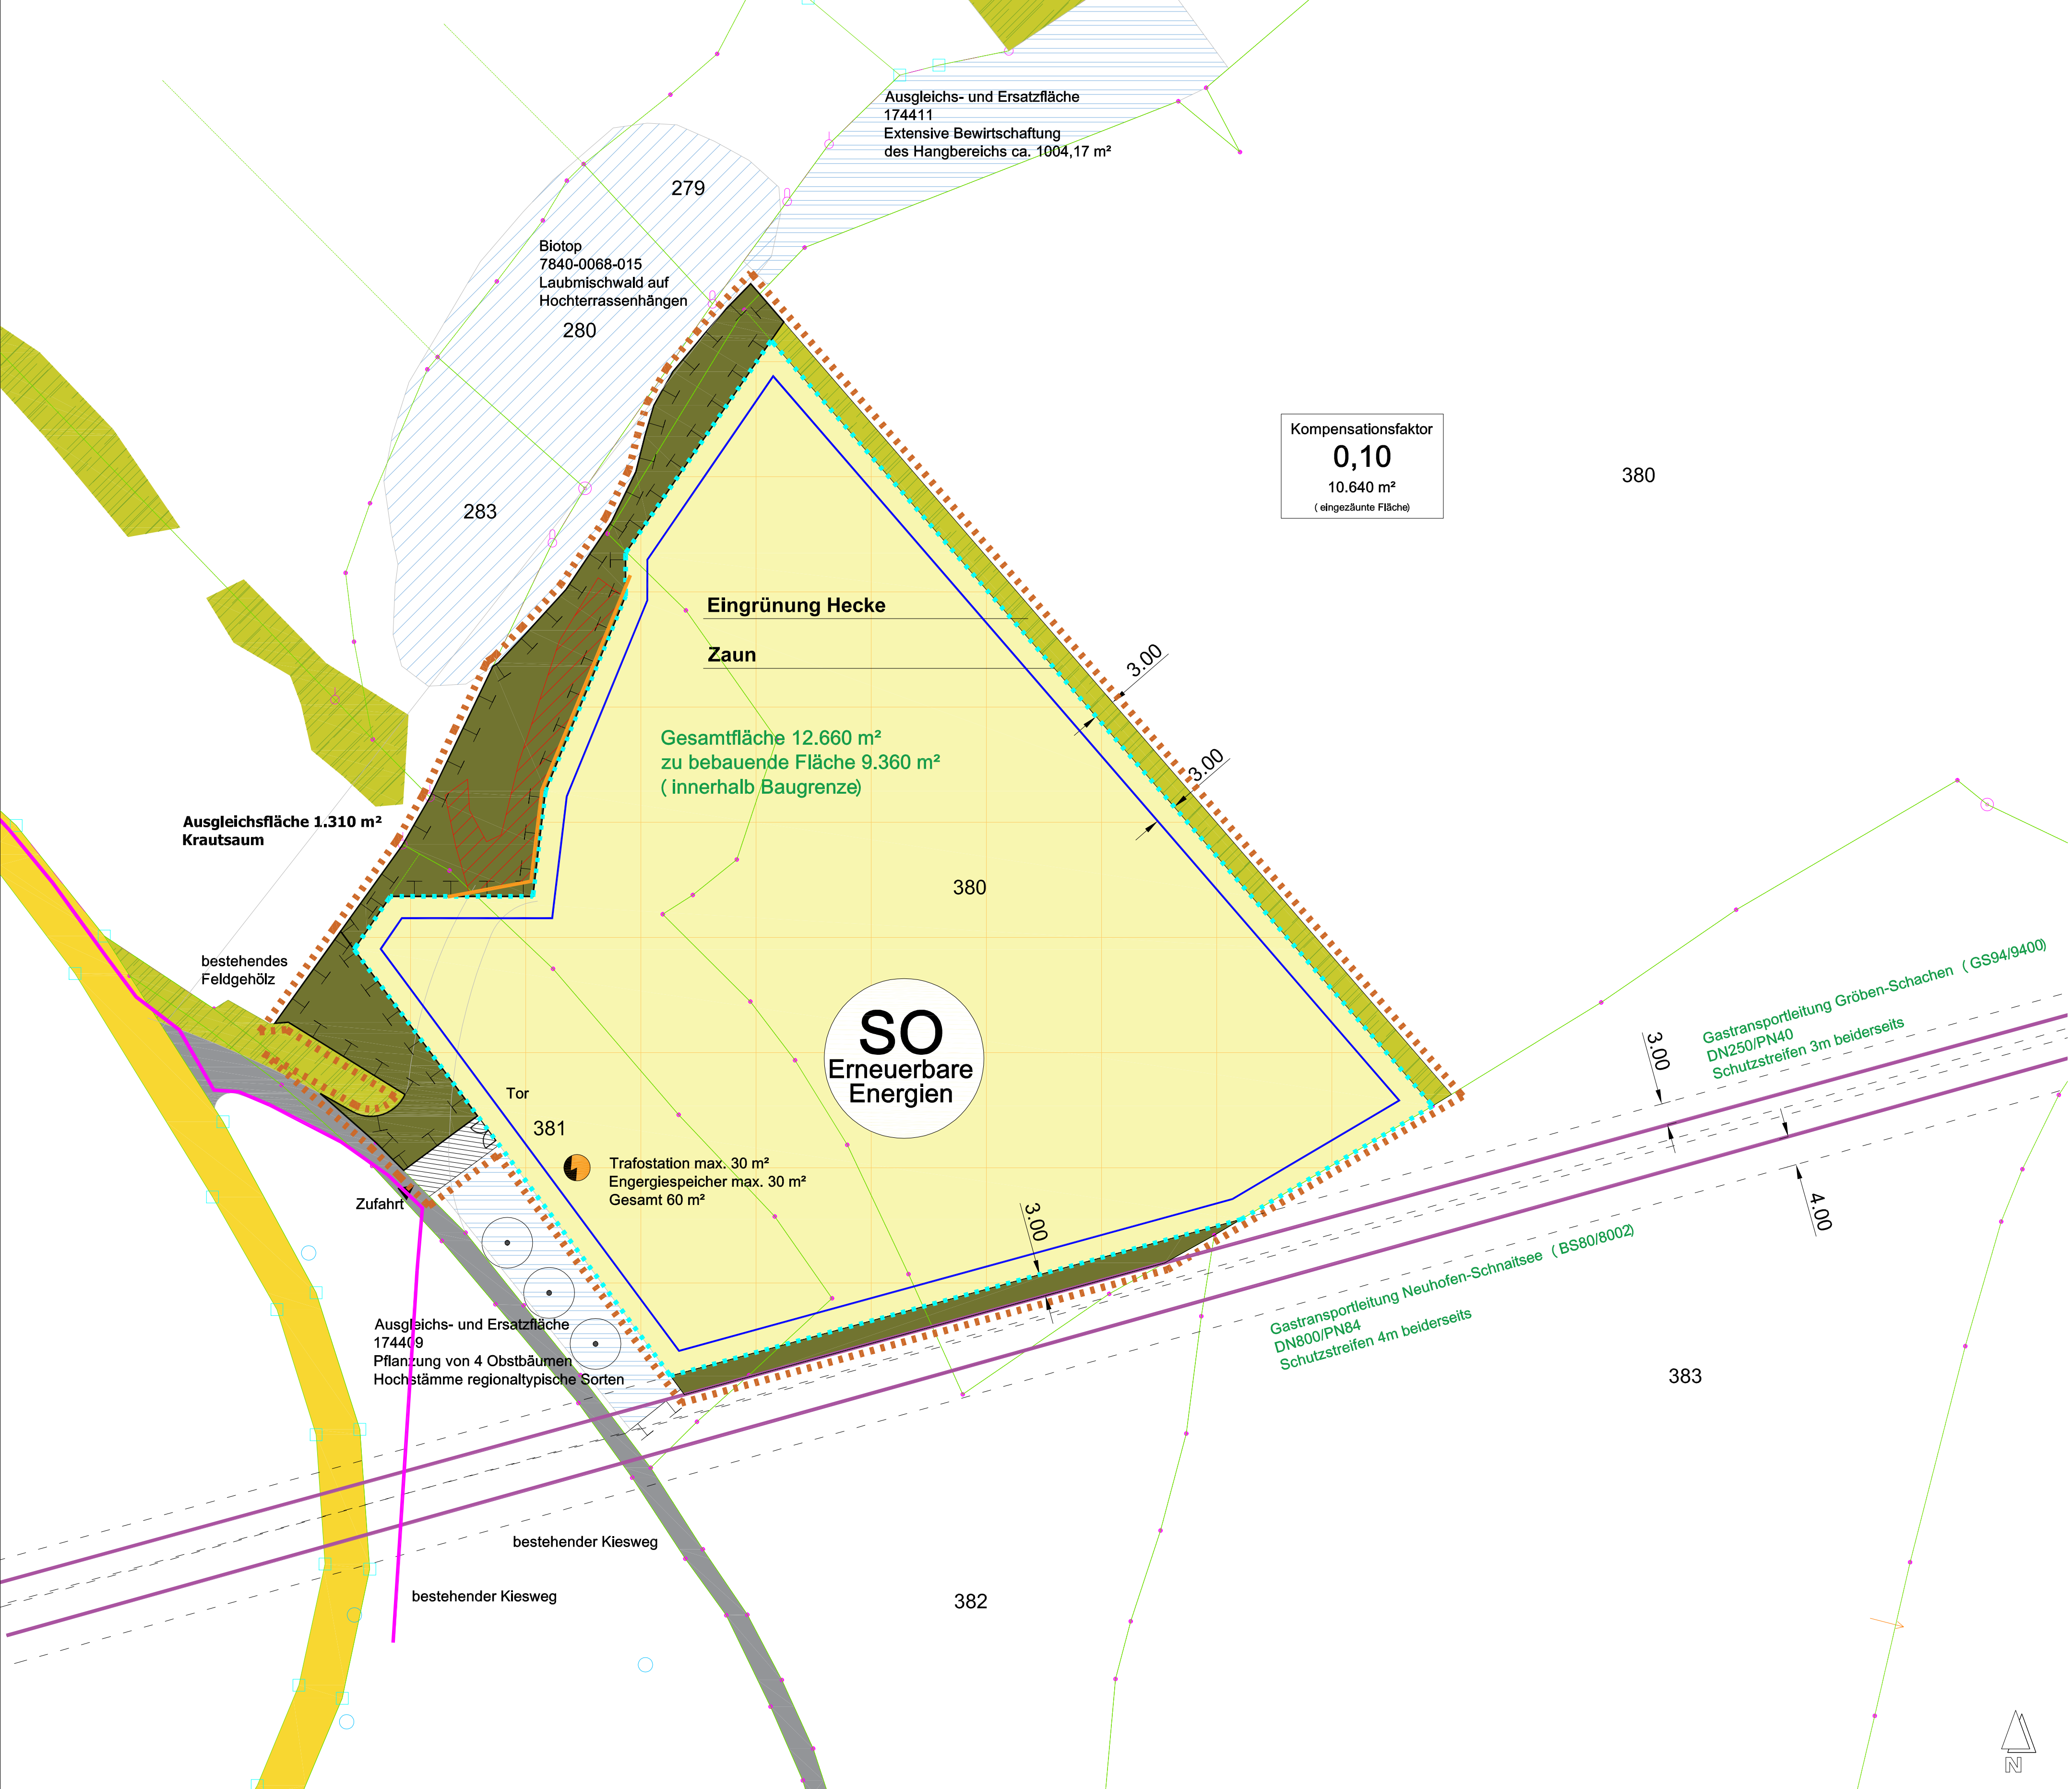 Ausgleichs- und Ersatzfläche
174411
Extensive Bewirtschaftung
des Hangbereichs ca. 1004,17 m²
279
Biotop
7840-0068-015
Laubmischwald auf
Hochterrassenhängen
280
283
Kompensationsfaktor
0,10
10.640 m²
( eingezäunte Fläche)
380
Eingrünung Hecke
Zaun
3.00
3.00
Gesamtfläche 12.660 m²
zu bebauende Fläche 9.360 m²
( innerhalb Baugrenze)
Ausgleichsfläche 1.310 m²
Krautsaum
380
bestehendes
Feldgehölz
SO
Erneuerbare
Energien
Gastransportleitung Gröben-Schachen ( GS94/9400)
DN250/PN40
Schutzstreifen 3m beiderseits
3.00
Tor
381
Trafostation max. 30 m²
Engergiespeicher max. 30 m²
Gesamt 60 m²
Zufahrt
3.00
4.00
Gastransportleitung Neuhofen-Schnaitsee ( BS80/8002)
DN800/PN84
Schutzstreifen 4m beiderseits
Ausgleichs- und Ersatzfläche
174409
Pflanzung von 4 Obstbäumen
Hochstämme regionaltypische Sorten
383
bestehender Kiesweg
bestehender Kiesweg
382
N